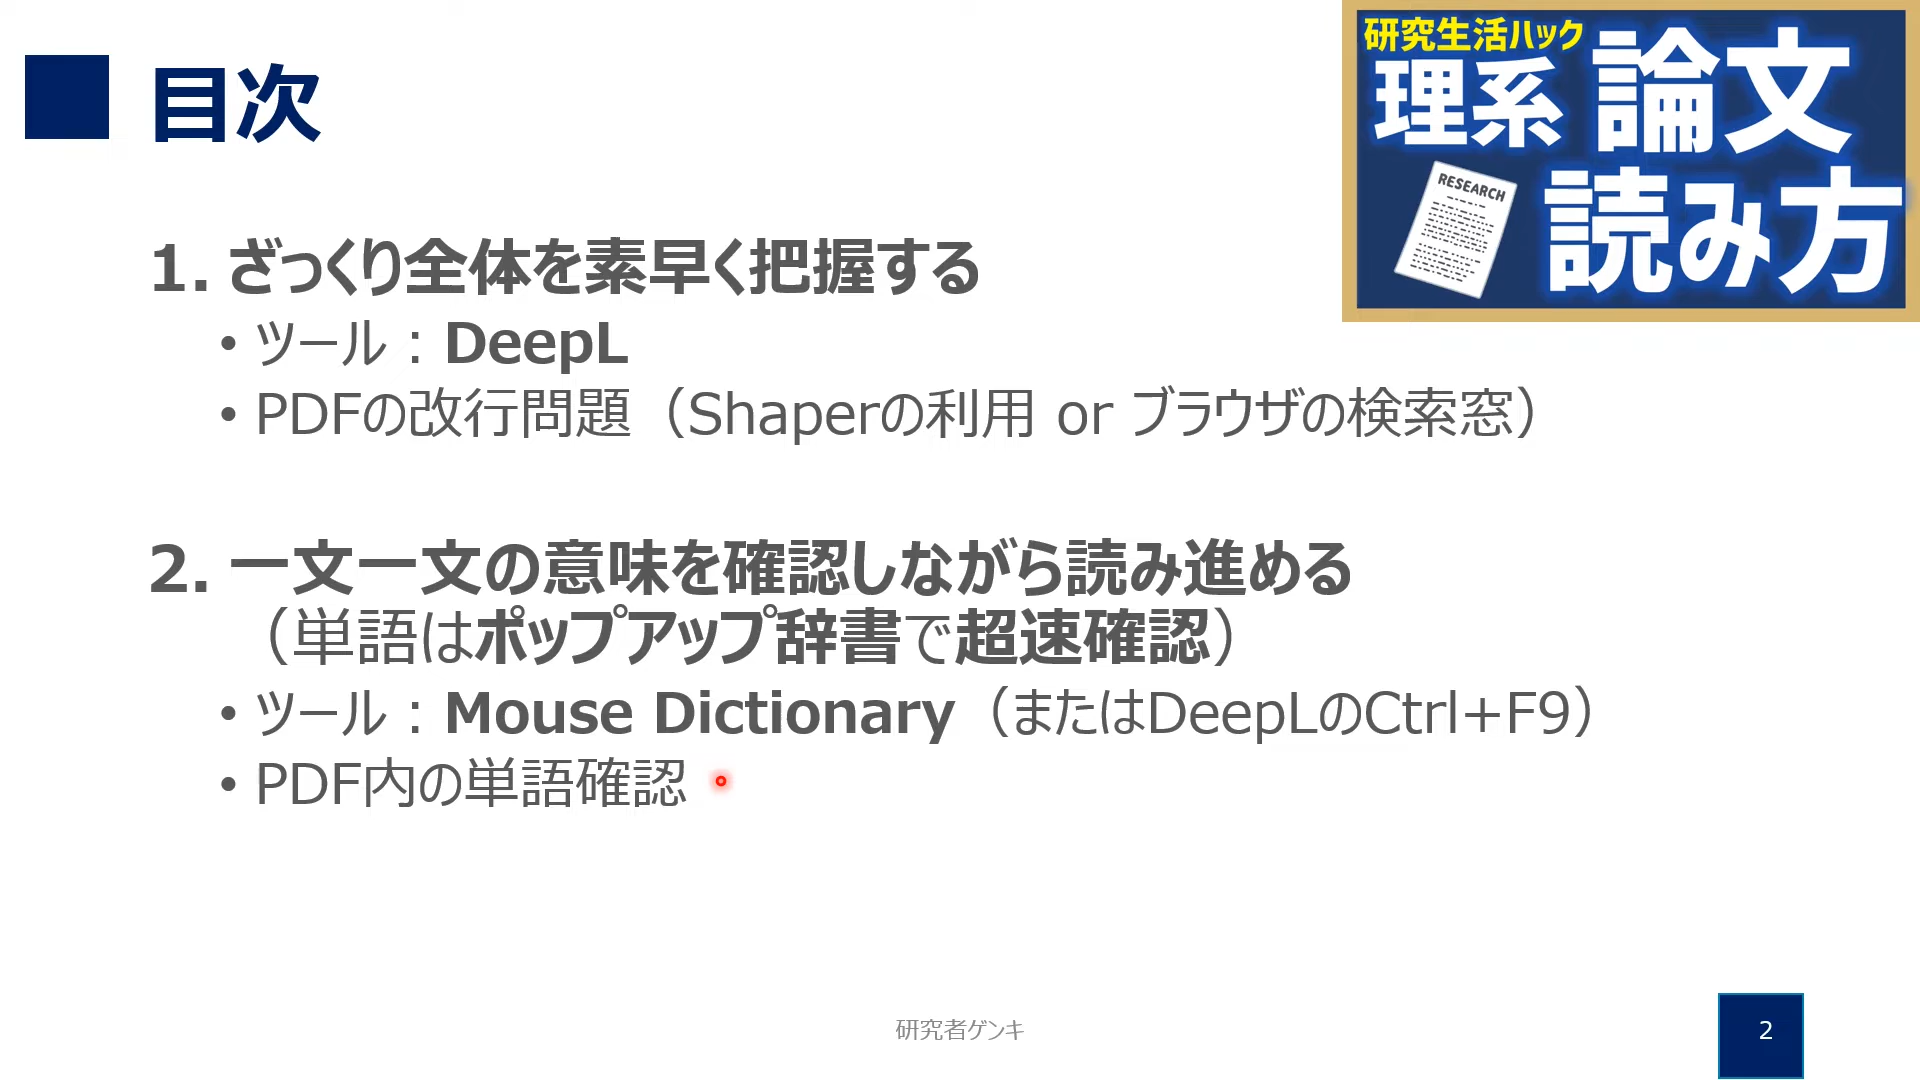 目次
研究生活ハック
理系 論文
読み方
RESEARCH
1. ざっくり全体を素早く把握する
• ツール：DeepL
• PDFの改行問題（Shaperの利用 or ブラウザの検索窓）
2. 一文一文の意味を確認しながら読み進める
（単語はポップアップ辞書で超速確認）
• ツール：Mouse Dictionary（またはDeepLのCtrl+F9）
• PDF内の単語確認
研究者ゲンキ
2